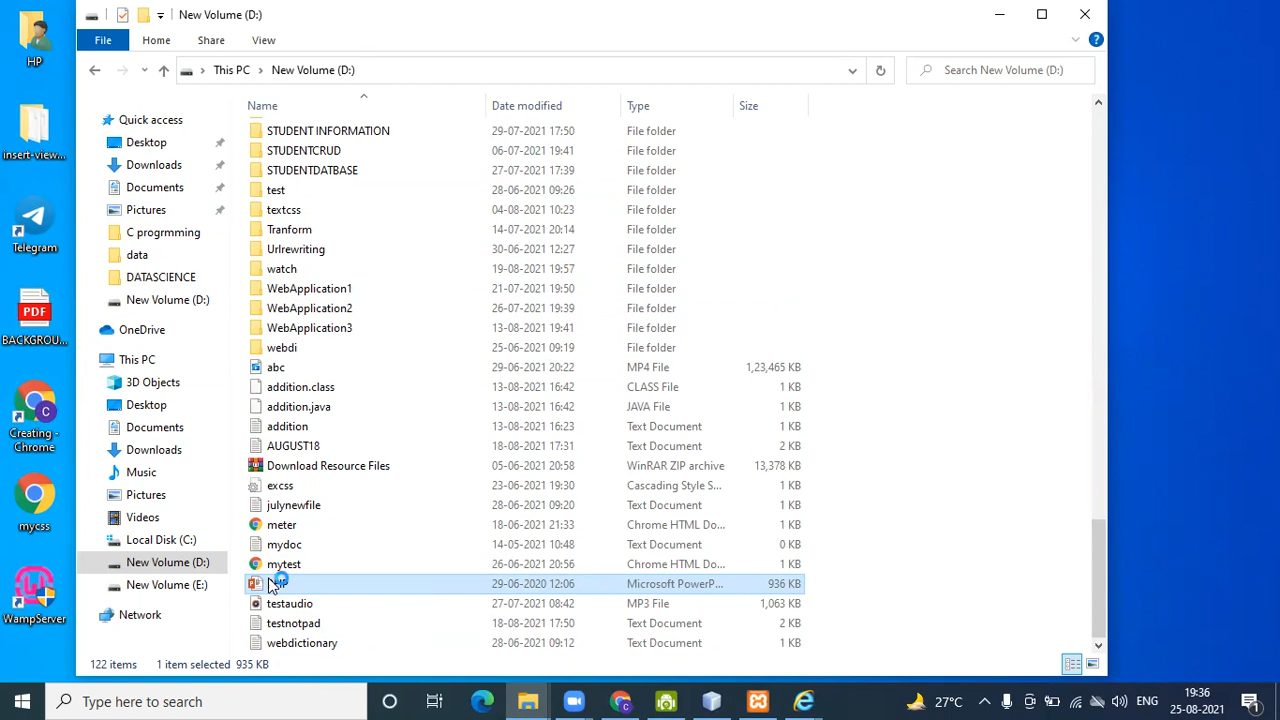 New Volume (D:)
File Home Share View
This PC > New Volume (D:)
Search New Volume (D:)
Name Date modified Type Size
STUDENT INFORMATION 29-07-2021 17:50 File folder
STUDENTCRUD 06-07-2021 19:41 File folder
STUDENTDATBASE 27-07-2021 17:39 File folder
test 28-06-2021 09:26 File folder
textcss 04-08-2021 10:23 File folder
Tranform 14-07-2021 20:14 File folder
Urlrewriting 30-06-2021 12:27 File folder
watch 19-08-2021 19:57 File folder
WebApplication1 21-07-2021 19:50 File folder
WebApplication2 26-07-2021 19:39 File folder
WebApplication3 13-08-2021 19:41 File folder
webdi 25-06-2021 09:19 File folder
abc 29-06-2021 20:22 MP4 File 1,23,465 KB
addition.class 13-08-2021 16:42 CLASS File 1 KB
addition.java 13-08-2021 16:42 JAVA File 1 KB
addition 13-08-2021 16:23 Text Document 1 KB
AUGUST18 18-08-2021 17:31 Text Document 2 KB
Download Resource Files 05-06-2021 20:58 WinRAR ZIP archive 13,378 KB
excss 23-06-2021 19:30 Cascading Style S... 1 KB
julynewfile 28-06-2021 09:20 Text Document 1 KB
meter 18-06-2021 21:33 Chrome HTML Do... 1 KB
mydoc 14-05-2021 10:48 Text Document 0 KB
mytest 26-06-2021 20:56 Chrome HTML Do... 1 KB
29-06-2020 12:06 Microsoft PowerP... 936 KB
testaudio 27-07-2021 08:42 MP3 File 1,063 KB
testnotpad 18-08-2021 17:50 Text Document 2 KB
webdictionary 28-06-2021 09:12 Text Document 1 KB
Quick access
Desktop
Downloads
Documents
Pictures
C progrmming
data
DATASCIENCE
New Volume (D:)
OneDrive
This PC
3D Objects
Desktop
Documents
Downloads
Music
Pictures
Videos
Local Disk (C:)
New Volume (D:)
New Volume (E:)
Network
122 items 1 item selected 935 KB
HP
insert-view...
Telegram
PDF
BACKGROU...
C
Creating -
Chrome
mycss
WampServer
Type here to search
27°C
ENG
19:36
25-08-2021
1